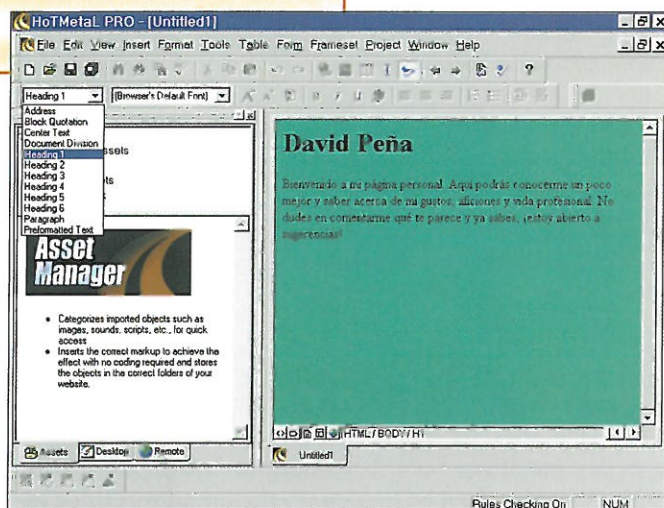 HoTMetaL PRO - [Untitled1]
File Edit View Insert Format Tools Table Form Frameset Project Window Help
Heading 1 (Browser's Default Font)
Address
Block Quotation
Center Text
Document Division
Heading 1
Heading 2
Heading 3
Heading 4
Heading 5
Heading 6
Paragraph
Preformatted Text
Asset
Manager
• Categorizes imported objects such as
images, sounds, scripts, etc., for quick
access
• Inserts the correct markup to achieve the
effect with no coding required and stores
the objects in the correct folders of your
website.
Assets Desktop Remote
David Peña
Bienvenido a mi página personal. Aquí podrás conocerme un poco
mejor y saber acerca de mi gustos, aficiones y vida profesional. No
dudes en comentarme qué te parece y ya sabes, ¡estoy abierto a
sugerencias!
HTML / BODY / H1
Untitled1
Rules Checking On NUM